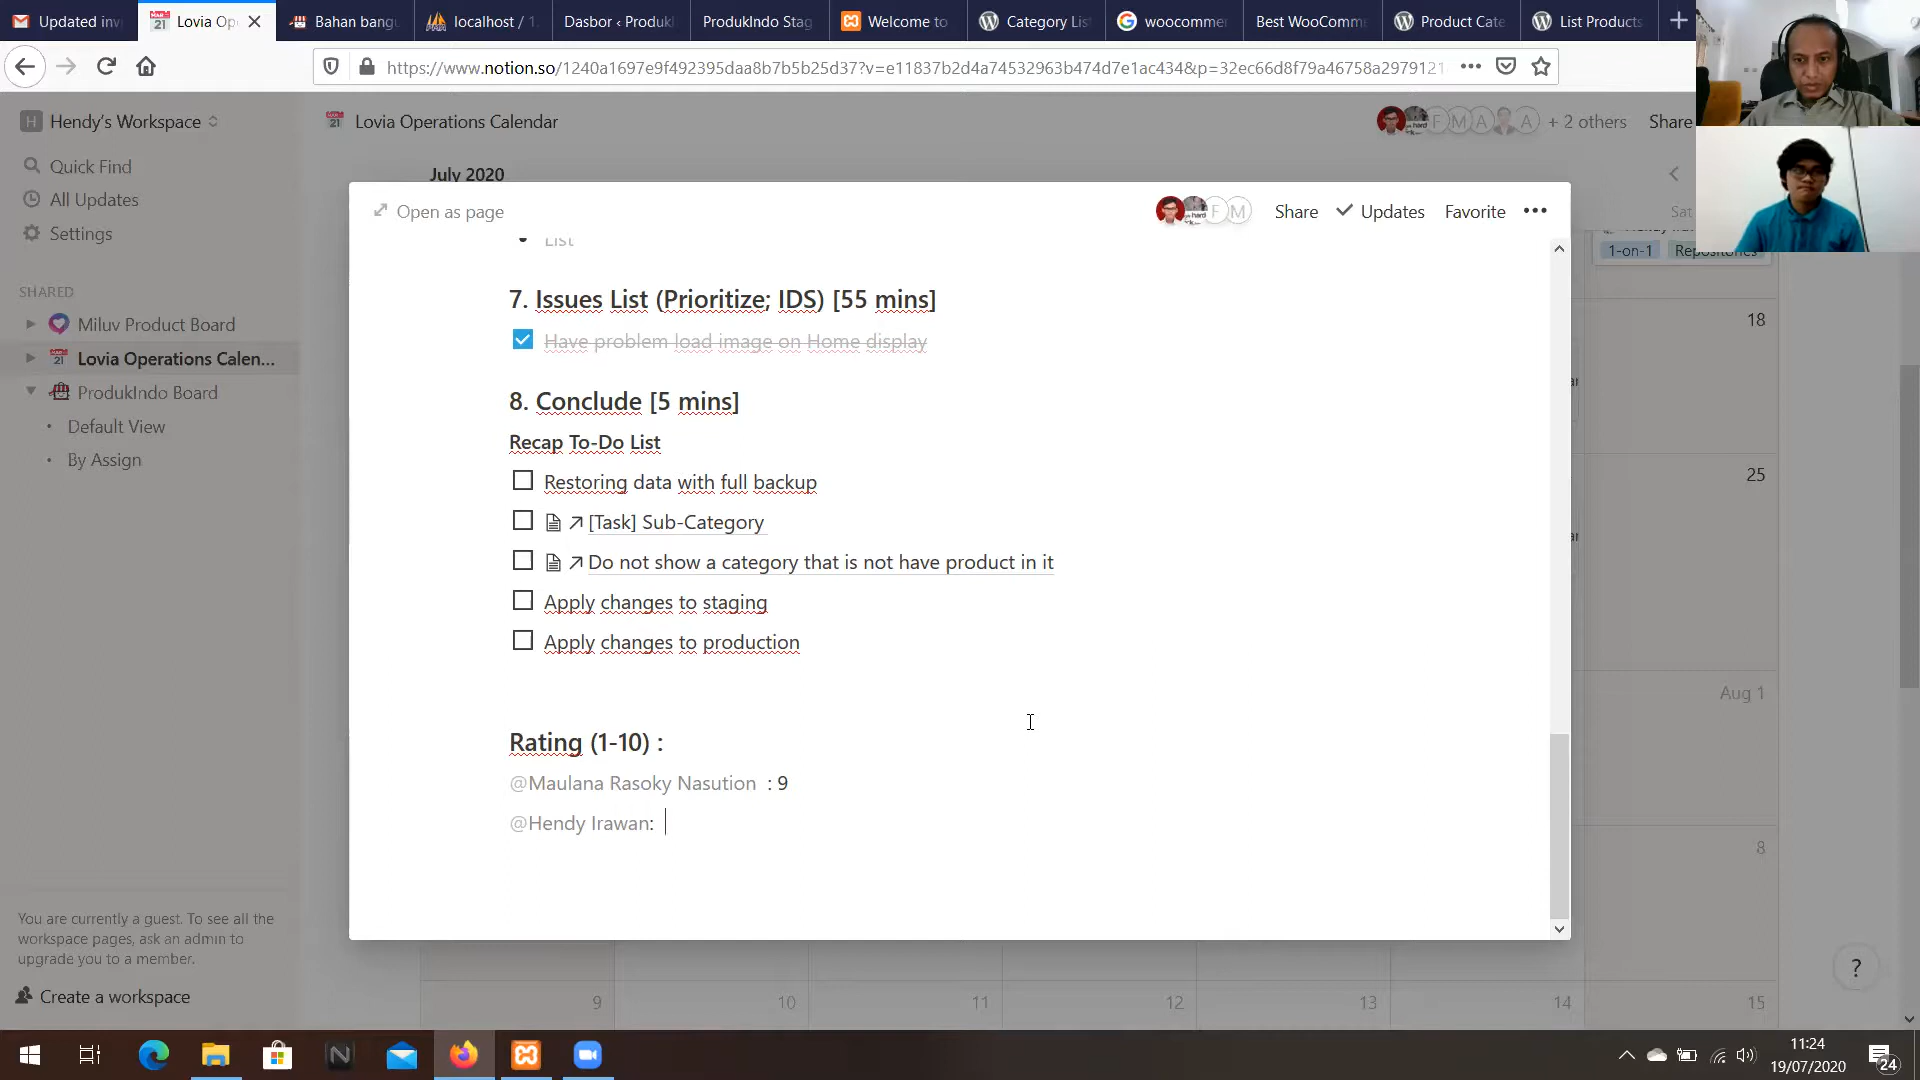 Updated inv
Lovia Op
Bahan bangu
localhost / 1
Dasbor ‹ Produkl
ProdukIndo Stag
Welcome to
Category Lis
woocommer
Best WooComm
Product Cate
List Products
https://www.notion.so/1240a1697e9f492395daa8b7b5b25d37?v=e11837b2d4a74532963b474d7e1ac434&p=32ec66d8f79a46758a2979121
H Hendy's Workspace
Quick Find
All Updates
Settings
SHARED
Miluv Product Board
Lovia Operations Calen...
ProdukIndo Board
Default View
By Assign
You are currently a guest. To see all the
workspace pages, ask an admin to
upgrade you to a member.
Create a workspace
Lovia Operations Calendar
F M A A + 2 others Share
July 2020
Sat
1-on-1 Repositories
18
25
Aug 1
8
9 10 11 12 13 14 15
Open as page
F M Share Updates Favorite
List
7. Issues List (Prioritize; IDS) [55 mins]
Have problem load image on Home display
8. Conclude [5 mins]
Recap To-Do List
Restoring data with full backup
[Task] Sub-Category
Do not show a category that is not have product in it
Apply changes to staging
Apply changes to production
Rating (1-10) :
@Maulana Rasoky Nasution : 9
@Hendy Irawan:
?
11:24
19/07/2020
24